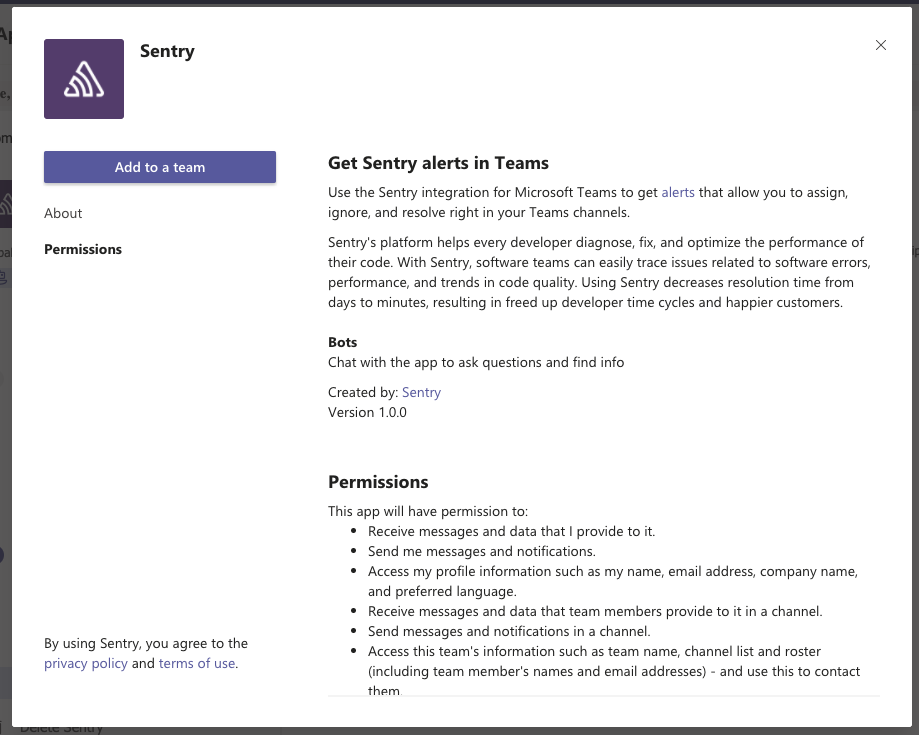 Sentry
Add to a team
About
Permissions
By using Sentry, you agree to the
privacy policy and terms of use.
Get Sentry alerts in Teams
Use the Sentry integration for Microsoft Teams to get alerts that allow you to assign,
ignore, and resolve right in your Teams channels.
Sentry's platform helps every developer diagnose, fix, and optimize the performance of
their code. With Sentry, software teams can easily trace issues related to software errors,
performance, and trends in code quality. Using Sentry decreases resolution time from
days to minutes, resulting in freed up developer time cycles and happier customers.
Bots
Chat with the app to ask questions and find info
Created by: Sentry
Version 1.0.0
Permissions
This app will have permission to:
• Receive messages and data that I provide to it.
• Send me messages and notifications.
• Access my profile information such as my name, email address, company name,
and preferred language.
• Receive messages and data that team members provide to it in a channel.
• Send messages and notifications in a channel.
• Access this team's information such as team name, channel list and roster
(including team member's names and email addresses) - and use this to contact
them.
Delete Sentry